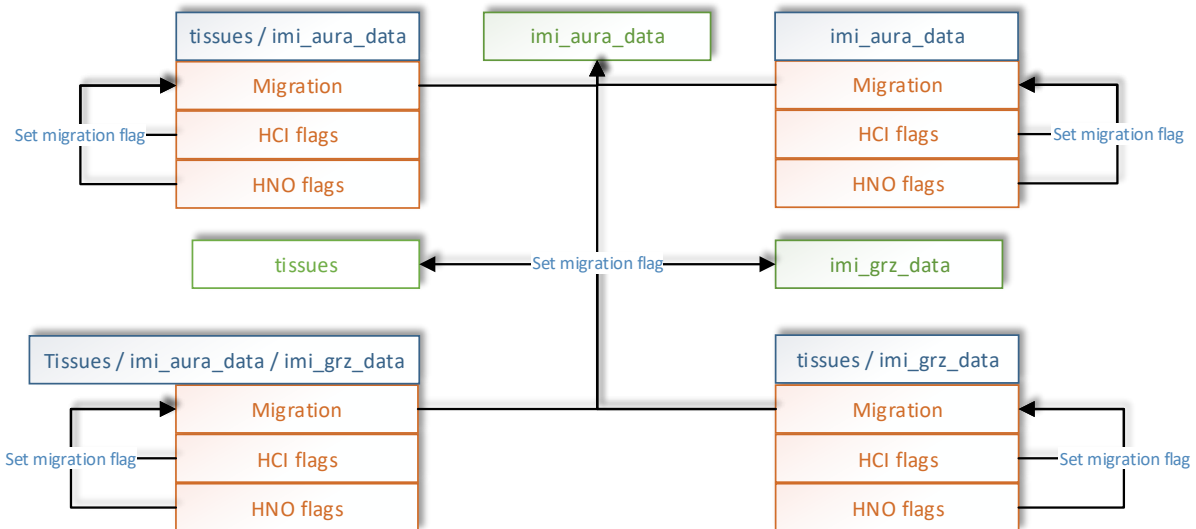 tissues / imi_aura_data
imi_aura_data
imi_aura_data
Migration
Migration
Set migration flag
HCI flags
HCI flags
Set migration flag
HNO flags
HNO flags
tissues
Set migration flag
imi_grz_data
Tissues / imi_aura_data / imi_grz_data
tissues / imi_grz_data
Migration
Migration
Set migration flag
HCI flags
HCI flags
Set migration flag
HNO flags
HNO flags